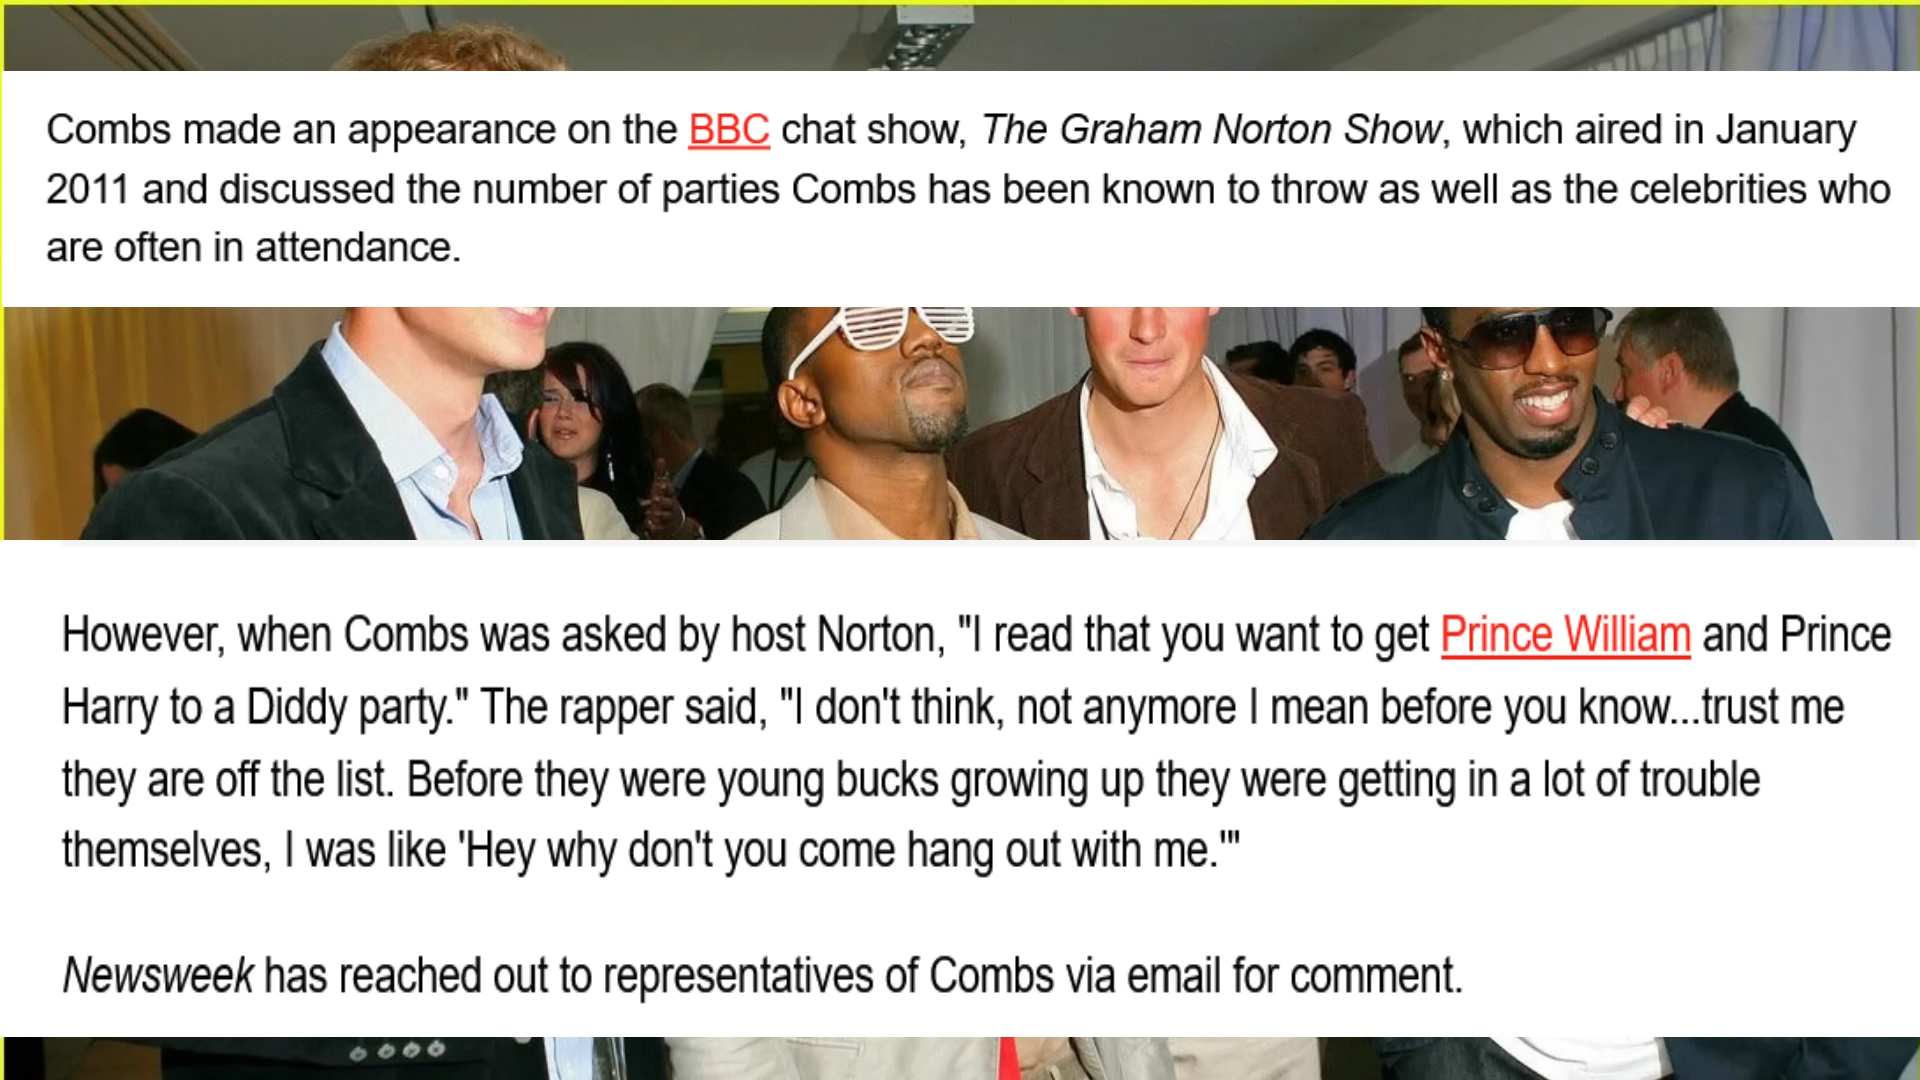 Combs made an appearance on the BBC chat show, The Graham Norton Show, which aired in January
2011 and discussed the number of parties Combs has been known to throw as well as the celebrities who
are often in attendance.
However, when Combs was asked by host Norton, "I read that you want to get Prince William and Prince
Harry to a Diddy party." The rapper said, "I don't think, not anymore I mean before you know...trust me
they are off the list. Before they were young bucks growing up they were getting in a lot of trouble
themselves, I was like 'Hey why don't you come hang out with me.'"
Newsweek has reached out to representatives of Combs via email for comment.